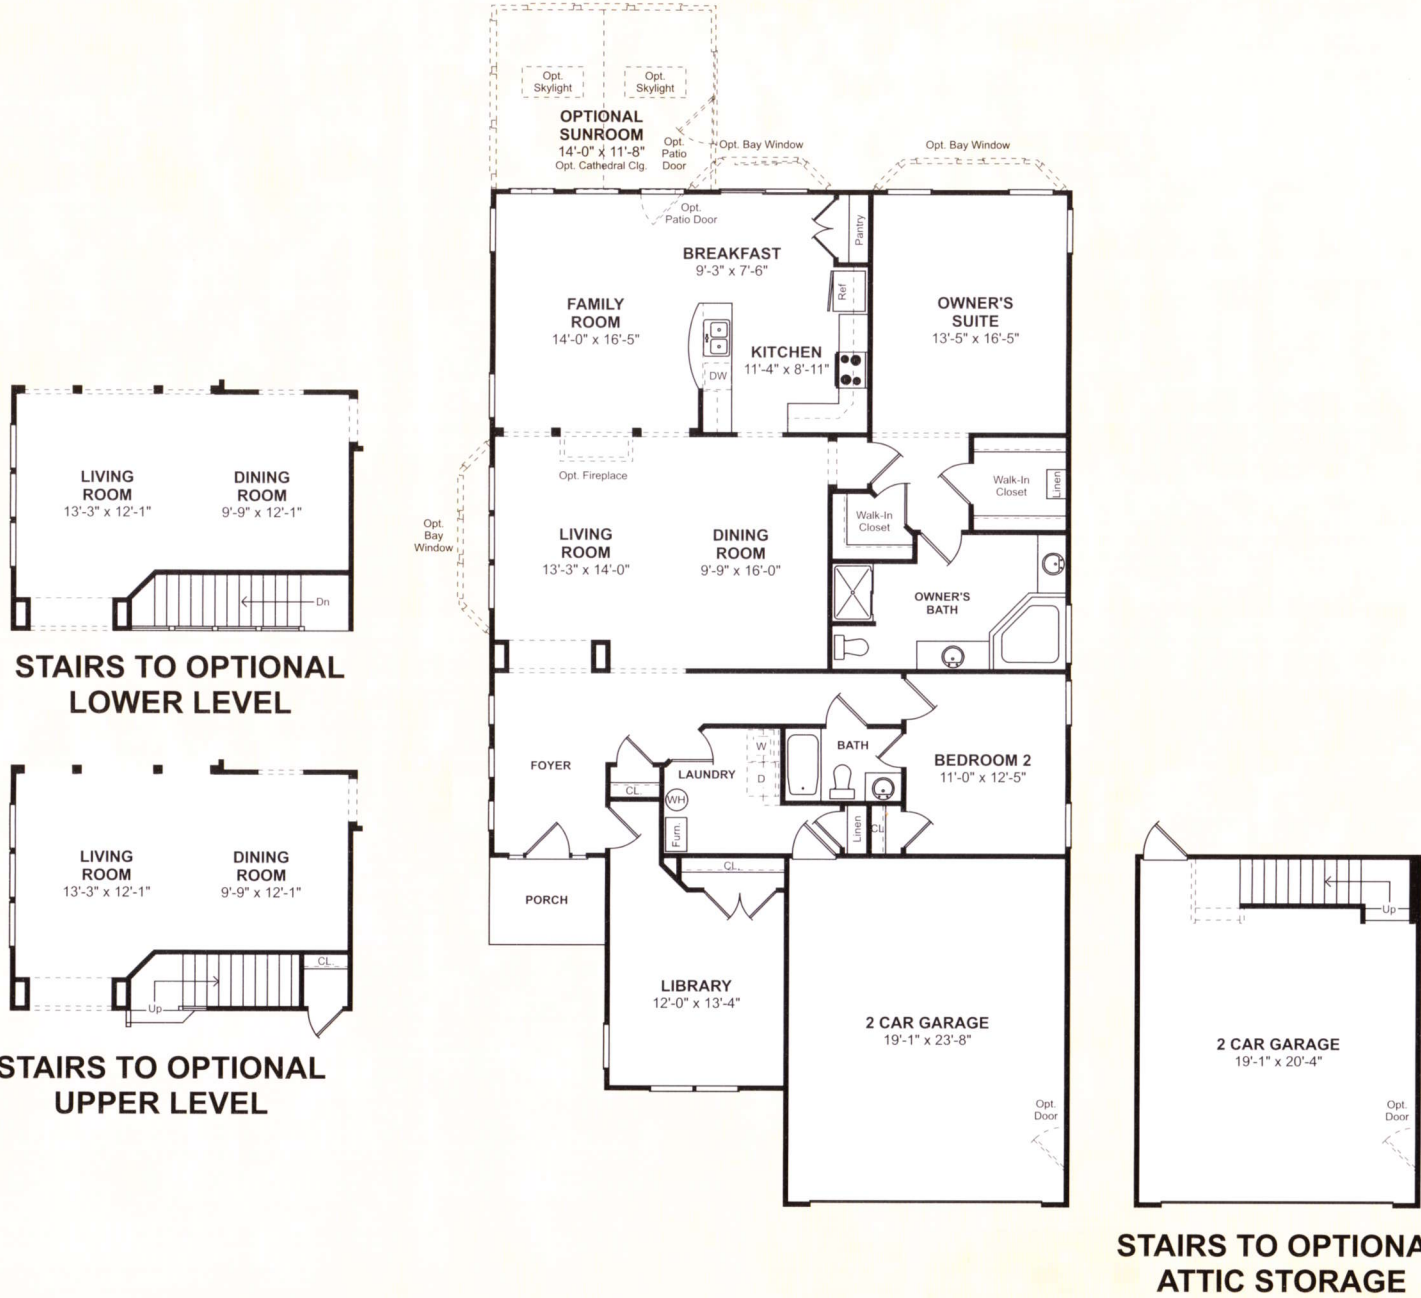 Opt.
Skylight
Opt.
Skylight
OPTIONAL
SUNROOM
14'-0" x 11'-8"
Opt. Cathedral Clg.
Opt.
Patio
Door
Opt. Bay Window
Opt. Bay Window
Opt.
Patio Door
Pantry
BREAKFAST
9'-3" x 7'-6"
Ref
FAMILY
ROOM
14'-0" x 16'-5"
OWNER'S
SUITE
13'-5" x 16'-5"
KITCHEN
11'-4" x 8'-11"
DW
Opt. Fireplace
Walk-In
Closet
Linen
Walk-In
Closet
Opt.
Bay
Window
LIVING
ROOM
13'-3" x 14'-0"
DINING
ROOM
9'-9" x 16'-0"
OWNER'S
BATH
FOYER
CL.
LAUNDRY
W
D
WH
Furn.
BATH
Linen
CL
BEDROOM 2
11'-0" x 12'-5"
PORCH
CL.
LIBRARY
12'-0" x 13'-4"
2 CAR GARAGE
19'-1" x 23'-8"
Opt.
Door
LIVING
ROOM
13'-3" x 12'-1"
DINING
ROOM
9'-9" x 12'-1"
Dn
STAIRS TO OPTIONAL
LOWER LEVEL
LIVING
ROOM
13'-3" x 12'-1"
DINING
ROOM
9'-9" x 12'-1"
CL.
Up
STAIRS TO OPTIONAL
UPPER LEVEL
Up
2 CAR GARAGE
19'-1" x 20'-4"
Opt.
Door
STAIRS TO OPTIONA
ATTIC STORAGE